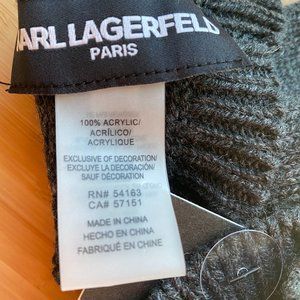 KARL LAGERFELD
PARIS
100% ACRYLIC/
ACRÍLICO/
ACRYLIQUE
EXCLUSIVE OF DECORATION/
EXCLUYE LA DECORACIÓN/
SAUF DÉCORATION
RN# 54163
CA# 57151
MADE IN CHINA
HECHO EN CHINA
FABRIQUÉ EN CHINE